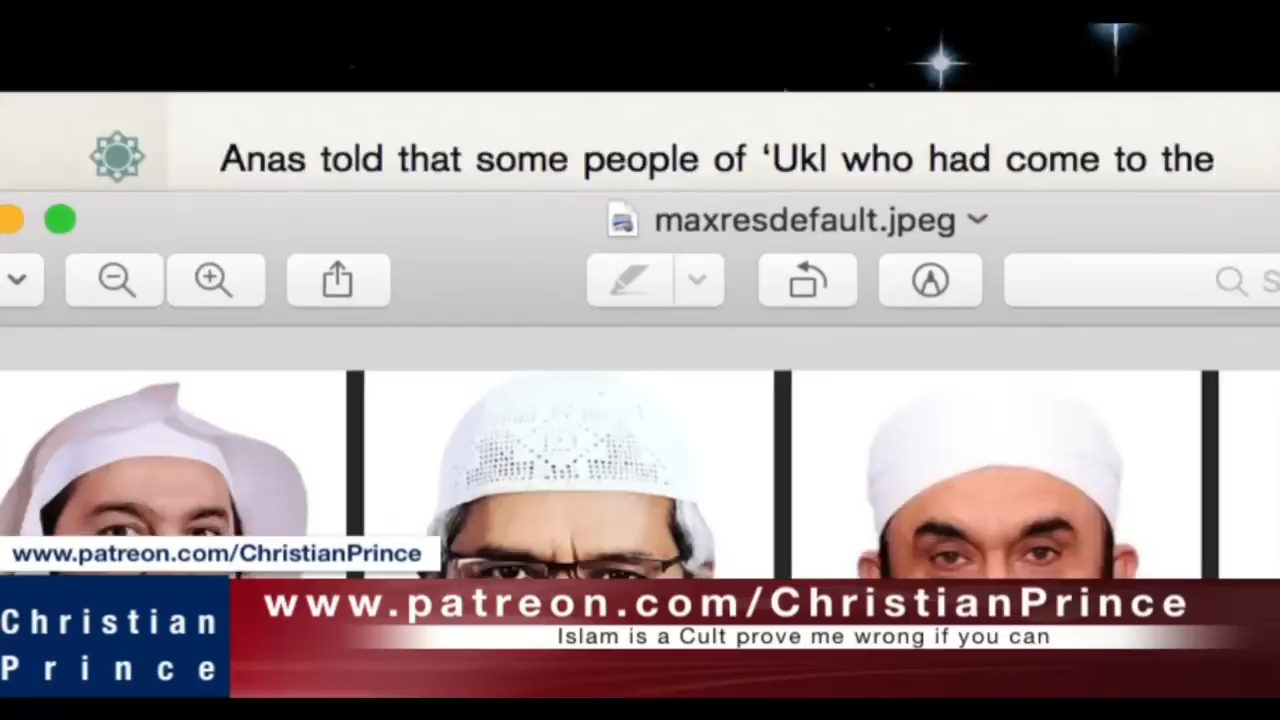 Anas told that some people of ‘Ukl who had come to the
maxresdefault.jpeg
S
www.patreon.com/ChristianPrince
Christian
Prince
www.patreon.com/ChristianPrince
Islam is a Cult prove me wrong if you can